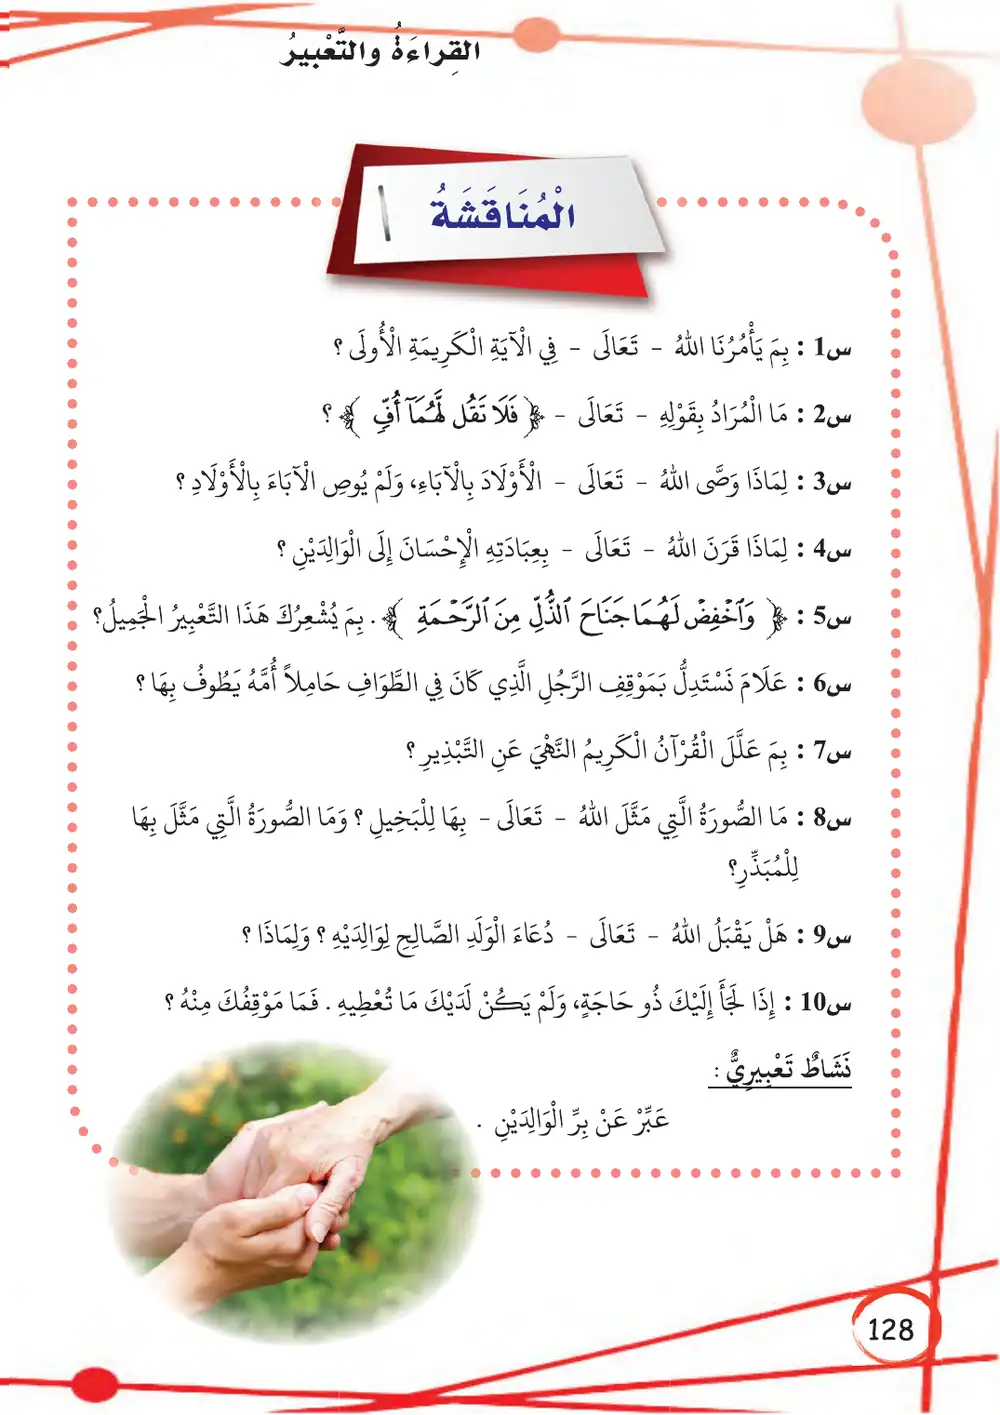 القِراءَةُ والتَّعْبيرُ
الْمُنَاقَشَةُ
س1 : بِمَ يَأْمُرُنَا اللهُ - تَعَالَى - فِي الْآيَةِ الْكَرِيمَةِ الْأُولَى ؟
س2 : مَا الْمُرَادُ بِقَوْلِهِ - تَعَالَى - ﴿ فَلَا تَقُل لَّهُمَآ أُفٍّ ﴾ ؟
س3 : لِمَاذَا وَصَّى اللهُ - تَعَالَى - الْأَوْلَادَ بِالْآبَاءِ، وَلَمْ يُوصِ الْآبَاءَ بِالْأَوْلَادِ ؟
س4 : لِمَاذَا قَرَنَ اللهُ - تَعَالَى - بِعِبَادَتِهِ الْإِحْسَانَ إِلَى الْوَالِدَيْنِ ؟
س5 : ﴿ وَٱخْفِضْ لَهُمَا جَنَاحَ ٱلذُّلِّ مِنَ ٱلرَّحْمَةِ ﴾ . بِمَ يُشْعِرُكَ هَذَا التَّعْبِيرُ الْجَمِيلُ؟
س6 : عَلَامَ نَسْتَدِلُّ بَمَوْقِفِ الرَّجُلِ الَّذِي كَانَ فِي الطَّوَافِ حَامِلاً أُمَّهُ يَطُوفُ بِهَا ؟
س7 : بِمَ عَلَّلَ الْقُرْآنُ الْكَرِيمُ النَّهْيَ عَنِ التَّبْذِيرِ ؟
س8 : مَا الصُّورَةُ الَّتِي مَثَّلَ اللهُ - تَعَالَى - بِهَا لِلْبَخِيلِ ؟ وَمَا الصُّورَةُ الَّتِي مَثَّلَ بِهَا
لِلْمُبَذِّرِ؟
س9 : هَلْ يَقْبَلُ اللهُ - تَعَالَى - دُعَاءَ الْوَلَدِ الصَّالِحِ لِوَالِدَيْهِ ؟ وَلِمَاذَا ؟
س10 : إِذَا لَجَأَ إِلَيْكَ ذُو حَاجَةٍ، وَلَمْ يَكُنْ لَدَيْكَ مَا تُعْطِيهِ . فَمَا مَوْقِفُكَ مِنْهُ ؟
نَشَاطٌ تَعْبِيرِيٌّ :
عَبِّرْ عَنْ بِرِّ الْوَالِدَيْنِ .
128